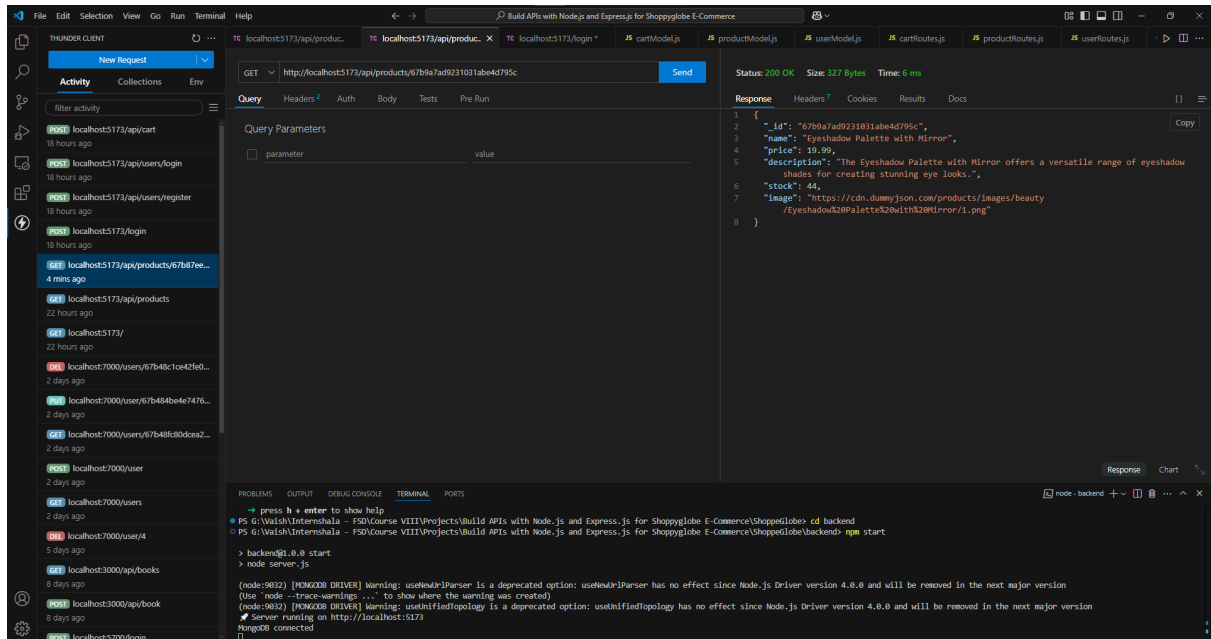 File Edit Selection View Go Run Terminal Help
Build APIs with Node.js and Express.js for Shoppyglobe E-Commerce
THUNDER CLIENT
New Request
Activity Collections Env
filter activity
POST localhost:5173/api/cart
18 hours ago
POST localhost:5173/api/users/login
18 hours ago
POST localhost:5173/api/users/register
18 hours ago
POST localhost:5173/login
18 hours ago
GET localhost:5173/api/products/67b87ee...
4 mins ago
GET localhost:5173/api/products
22 hours ago
GET localhost:5173/
22 hours ago
DEL localhost:7000/users/67b48c1ce42fe0...
2 days ago
PUT localhost:7000/user/67b484be4e7476...
2 days ago
GET localhost:7000/users/67b48fc80dcea2...
2 days ago
POST localhost:7000/user
2 days ago
GET localhost:7000/users
2 days ago
DEL localhost:7000/user/4
5 days ago
GET localhost:3000/api/books
8 days ago
POST localhost:3000/api/book
8 days ago
POST localhost:5700/login
TC localhost:5173/api/produc.. TC localhost:5173/api/produc.. TC localhost:5173/login * JS cartModel.js JS productModel.js JS userModel.js JS cartRoutes.js JS productRoutes.js JS userRoutes.js
GET http://localhost:5173/api/products/67b9a7ad9231031abe4d795c Send
Query Headers 2 Auth Body Tests Pre Run
Query Parameters
parameter value
Status: 200 OK Size: 327 Bytes Time: 6 ms
Response Headers 7 Cookies Results Docs {}
Copy
1 {
2 "_id": "67b9a7ad9231031abe4d795c",
3 "name": "Eyeshadow Palette with Mirror",
4 "price": 19.99,
5 "description": "The Eyeshadow Palette with Mirror offers a versatile range of eyeshadow
shades for creating stunning eye looks.",
6 "stock": 44,
7 "image": "https://cdn.dummyjson.com/products/images/beauty
/Eyeshadow%20Palette%20with%20Mirror/1.png"
8 }
Response Chart
PROBLEMS OUTPUT DEBUG CONSOLE TERMINAL PORTS
node - backend
→ press h + enter to show help
PS G:\Vaish\Internshala - FSD\Course VIII\Projects\Build APIs with Node.js and Express.js for Shoppyglobe E-Commerce\ShoppeGlobe> cd backend
PS G:\Vaish\Internshala - FSD\Course VIII\Projects\Build APIs with Node.js and Express.js for Shoppyglobe E-Commerce\ShoppeGlobe\backend> npm start
> backend@1.0.0 start
> node server.js
(node:9032) [MONGODB DRIVER] Warning: useNewUrlParser is a deprecated option: useNewUrlParser has no effect since Node.js Driver version 4.0.0 and will be removed in the next major version
(Use `node --trace-warnings ...` to show where the warning was created)
(node:9032) [MONGODB DRIVER] Warning: useUnifiedTopology is a deprecated option: useUnifiedTopology has no effect since Node.js Driver version 4.0.0 and will be removed in the next major version
🚀 Server running on http://localhost:5173
MongoDB connected